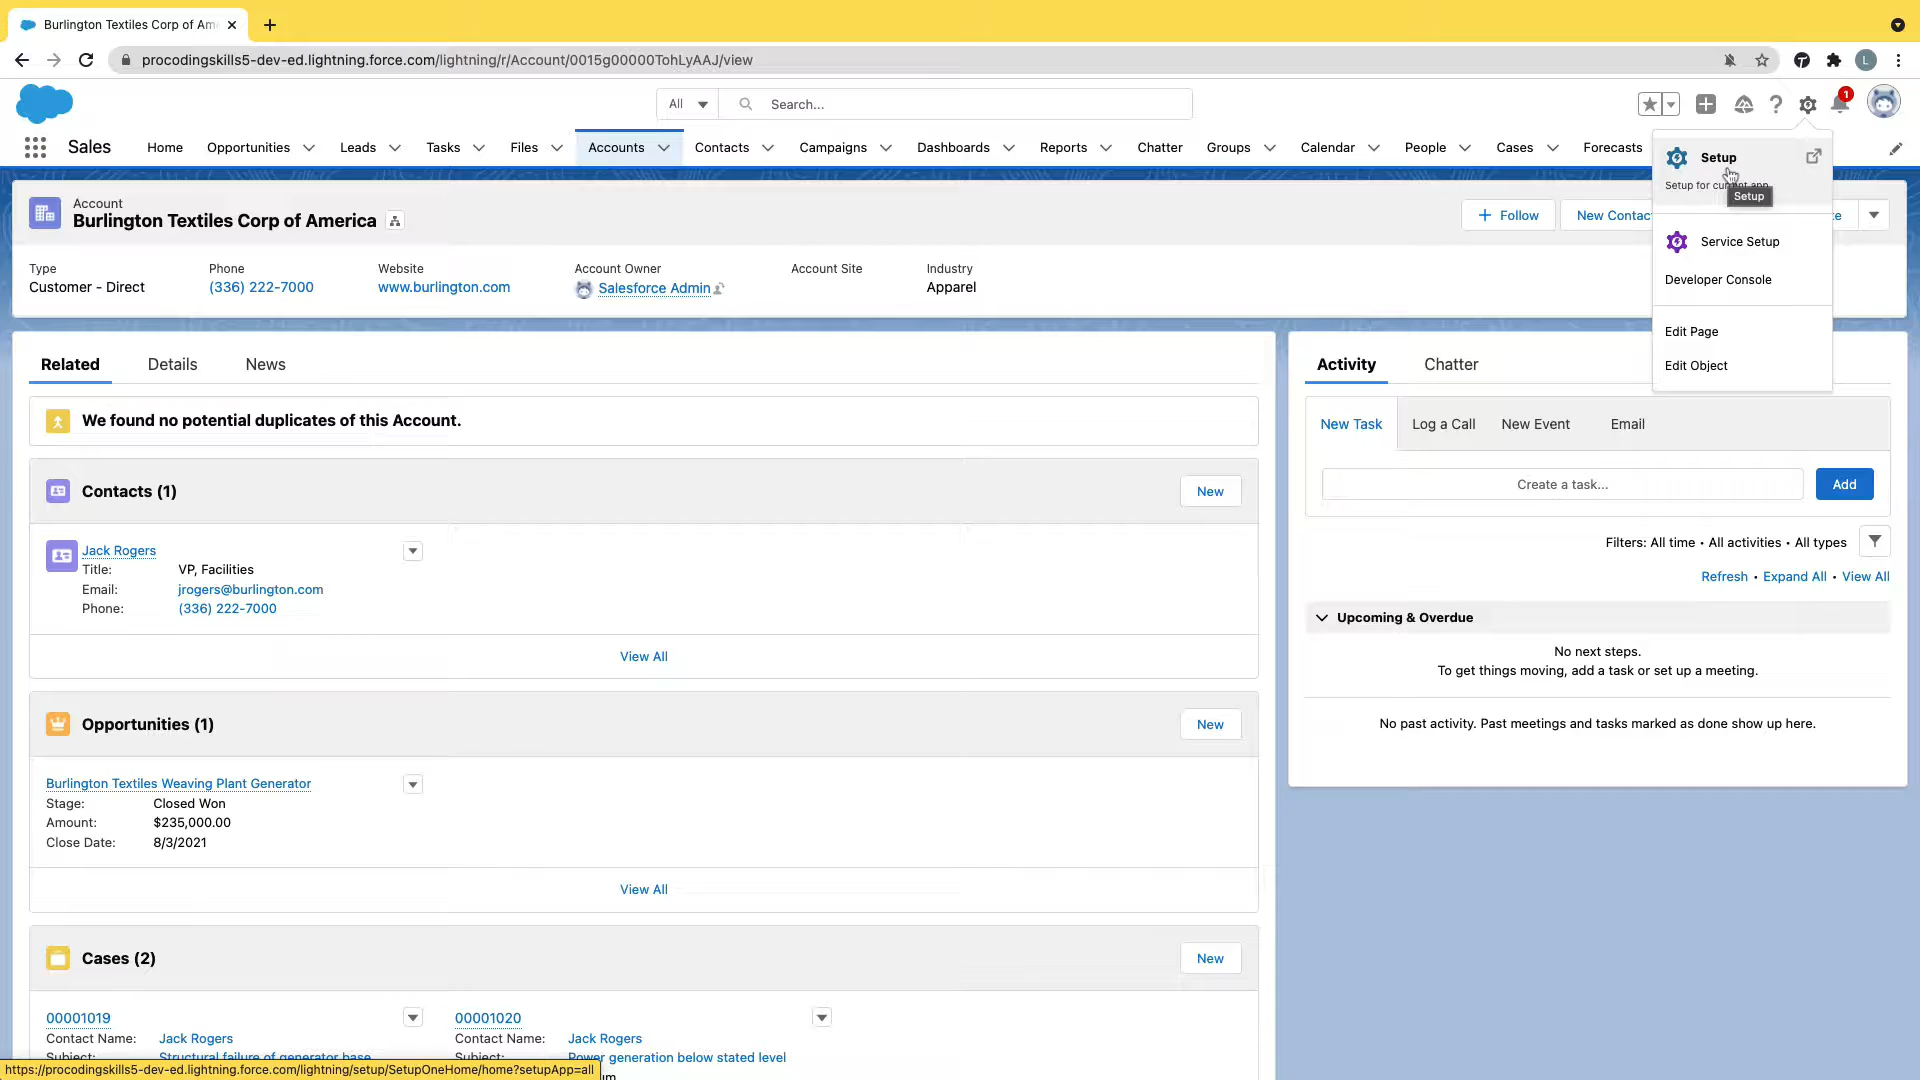 Burlington Textiles Corp of Am
procodingskills5-dev-ed.lightning.force.com/lightning/r/Account/0015g00000TohLyAAJ/view
L
All
Search...
1
Sales
Home
Opportunities
Leads
Tasks
Files
Accounts
Contacts
Campaigns
Dashboards
Reports
Chatter
Groups
Calendar
People
Cases
Forecasts
Setup
Setup for current app
Setup
Service Setup
Developer Console
Edit Page
Edit Object
Account
Burlington Textiles Corp of America
Follow
New Contac
te
Type
Customer - Direct
Phone
(336) 222-7000
Website
www.burlington.com
Account Owner
Salesforce Admin
Account Site
Industry
Apparel
Related
Details
News
We found no potential duplicates of this Account.
Contacts (1)
New
Jack Rogers
Title: VP, Facilities
Email: jrogers@burlington.com
Phone: (336) 222-7000
View All
Opportunities (1)
New
Burlington Textiles Weaving Plant Generator
Stage: Closed Won
Amount: $235,000.00
Close Date: 8/3/2021
View All
Cases (2)
New
00001019
Contact Name: Jack Rogers
Subject: Structural failure of generator base
00001020
Contact Name: Jack Rogers
Subject: Power generation below stated level
um
Activity
Chatter
New Task
Log a Call
New Event
Email
Create a task...
Add
Filters: All time • All activities • All types
Refresh • Expand All • View All
Upcoming & Overdue
No next steps.
To get things moving, add a task or set up a meeting.
No past activity. Past meetings and tasks marked as done show up here.
https://procodingskills5-dev-ed.lightning.force.com/lightning/setup/SetupOneHome/home?setupApp=all